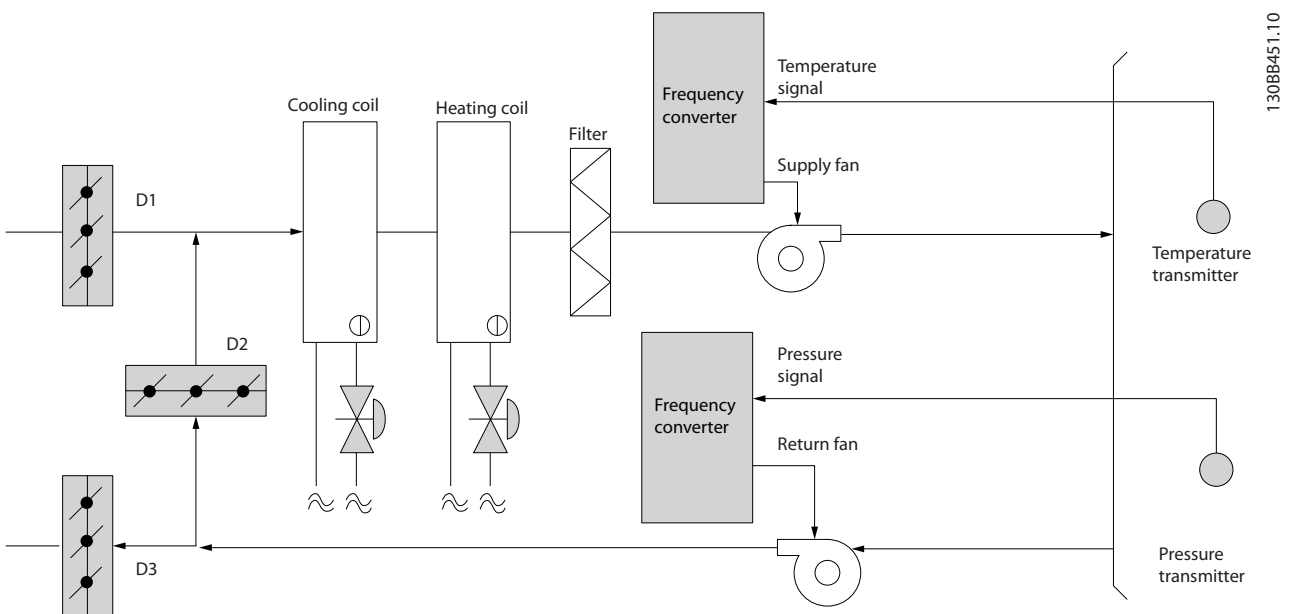 Cooling coil
Heating coil
Filter
Frequency
converter
Temperature
signal
Supply fan
130BB451.10
D1
Temperature
transmitter
D2
Frequency
converter
Pressure
signal
Return fan
D3
Pressure
transmitter